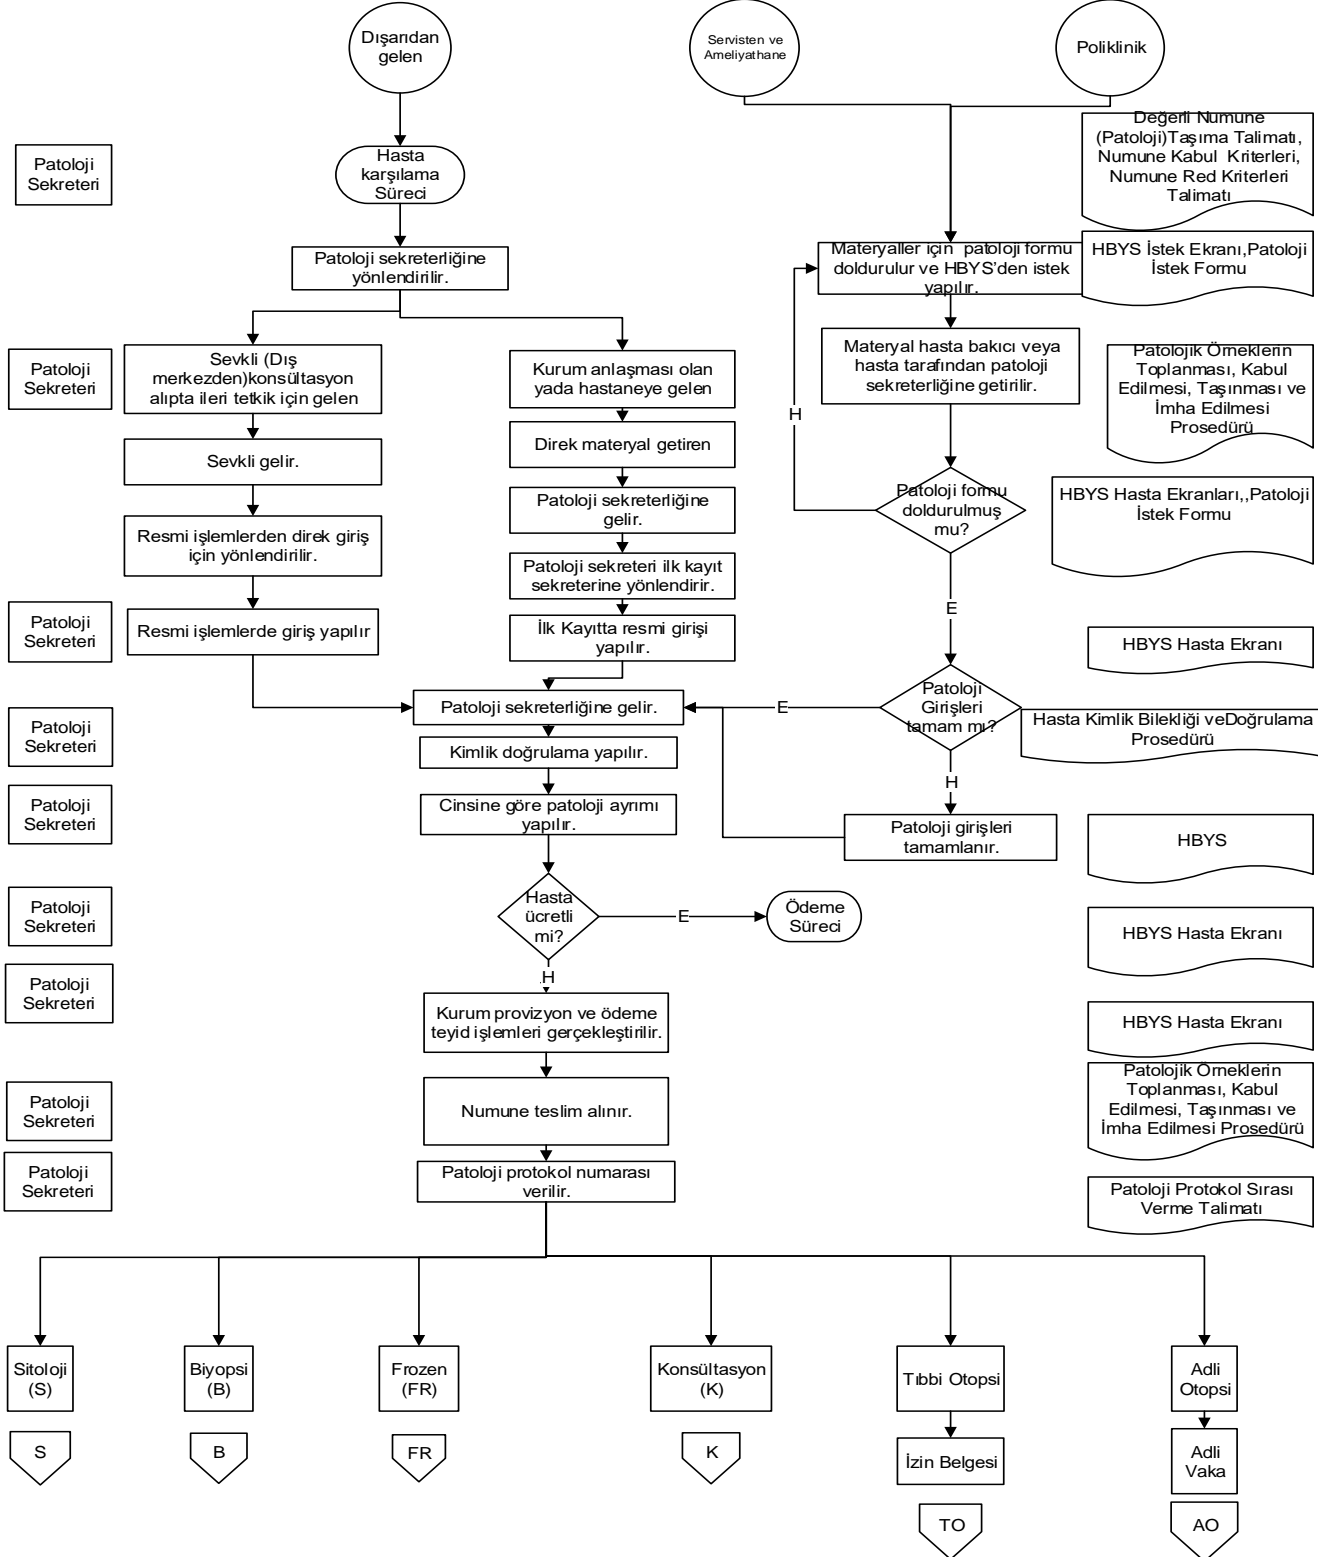 Dışarıdan
gelen
Servisten ve
Ameliyathane
Poliklinik
Patoloji
Sekreteri
Hasta
karşılama
Süreci
Değerli Numune
(Patoloji)Taşıma Talimatı,
Numune Kabul Kriterleri,
Numune Red Kriterleri
Talimatı
Patoloji sekreterliğine
yönlendirilir.
Materyaller için patoloji formu
doldurulur ve HBYS'den istek
yapılır.
HBYS İstek Ekranı,Patoloji
İstek Formu
Patoloji
Sekreteri
Sevkli (Dış
merkezden)konsültasyon
alıpta ileri tetkik için gelen
Kurum anlaşması olan
yada hastaneye gelen
Materyal hasta bakıcı veya
hasta tarafından patoloji
sekreterliğine getirilir.
Patolojik Örneklerin
Toplanması, Kabul
Edilmesi, Taşınması ve
İmha Edilmesi
Prosedürü
H
Sevkli gelir.
Direk materyal getiren
Patoloji sekreterliğine
gelir.
Patoloji formu
doldurulmuş
mu?
HBYS Hasta Ekranları,,Patoloji
İstek Formu
Resmi işlemlerden direk giriş
için yönlendirilir.
Patoloji sekreteri ilk kayıt
sekreterine yönlendirir.
E
Patoloji
Sekreteri
Resmi işlemlerde giriş yapılır
İlk Kayıtta resmi girişi
yapılır.
HBYS Hasta Ekranı
Patoloji sekreterliğine gelir.
E
Patoloji
Girişleri
tamam mı?
Hasta Kimlik Bilekliği veDoğrulama
Prosedürü
Patoloji
Sekreteri
Kimlik doğrulama yapılır.
H
Patoloji
Sekreteri
Cinsine göre patoloji ayrımı
yapılır.
Patoloji girişleri
tamamlanır.
HBYS
Patoloji
Sekreteri
Hasta
ücretli
mi?
E
Ödeme
Süreci
HBYS Hasta Ekranı
H
Patoloji
Sekreteri
Kurum provizyon ve ödeme
teyid işlemleri gerçekleştirilir.
HBYS Hasta Ekranı
Patoloji
Sekreteri
Numune teslim alınır.
Patolojik Örneklerin
Toplanması, Kabul
Edilmesi, Taşınması ve
İmha Edilmesi Prosedürü
Patoloji
Sekreteri
Patoloji protokol numarası
verilir.
Patoloji Protokol Sırası
Verme Talimatı
Sitoloji
(S)
Biyopsi
(B)
Frozen
(FR)
Konsültasyon
(K)
Tıbbi Otopsi
Adli
Otopsi
S
B
FR
K
İzin Belgesi
Adli
Vaka
TO
AO